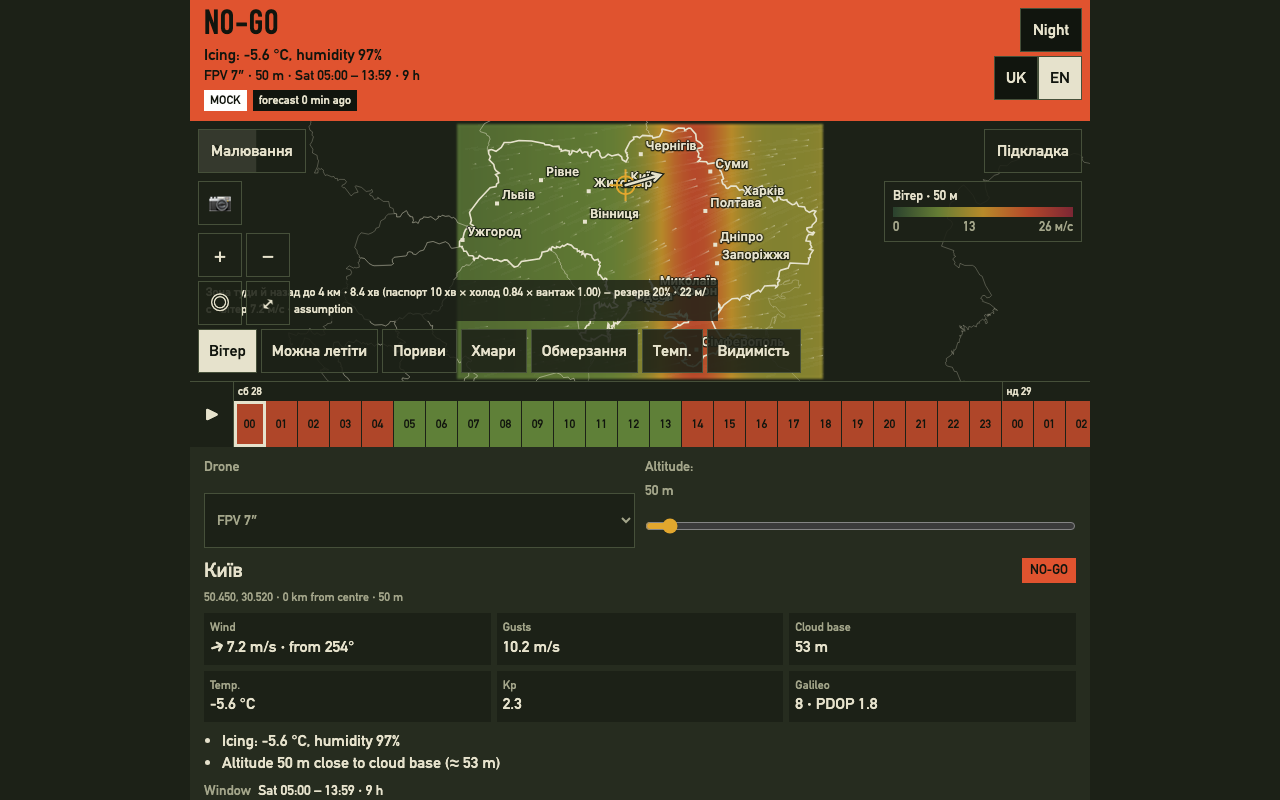 NO-GO
Icing: -5.6 °C, humidity 97%
FPV 7″ · 50 m · Sat 05:00 – 13:59 · 9 h
MOCK forecast 0 min ago
Night
UK EN
Малювання
Підкладка
Вітер · 50 м
0 13 26 м/с
Чернігів
Суми
Рівне
Київ
Харків
Львів
Полтава
Вінниця
Ужгород
Дніпро
Запоріжжя
Миколаїв
Зона туди й назад до 4 км · 8.4 хв (паспорт 10 хв × холод 0.84 × вантаж 1.00) – резерв 20% · 22 м/
assumption
+ −
Вітер Можна летіти Пориви Хмари Обмерзання Темп. Видимість
сб 28 нд 29
00 01 02 03 04 05 06 07 08 09 10 11 12 13 14 15 16 17 18 19 20 21 22 23 00 01 02
Drone
FPV 7″
Altitude:
50 m
Київ
NO-GO
50.450, 30.520 · 0 km from centre · 50 m
Wind
7.2 m/s · from 254°
Gusts
10.2 m/s
Cloud base
53 m
Temp.
-5.6 °C
Kp
2.3
Galileo
8 · PDOP 1.8
• Icing: -5.6 °C, humidity 97%
• Altitude 50 m close to cloud base (≈ 53 m)
Window Sat 05:00 – 13:59 · 9 h